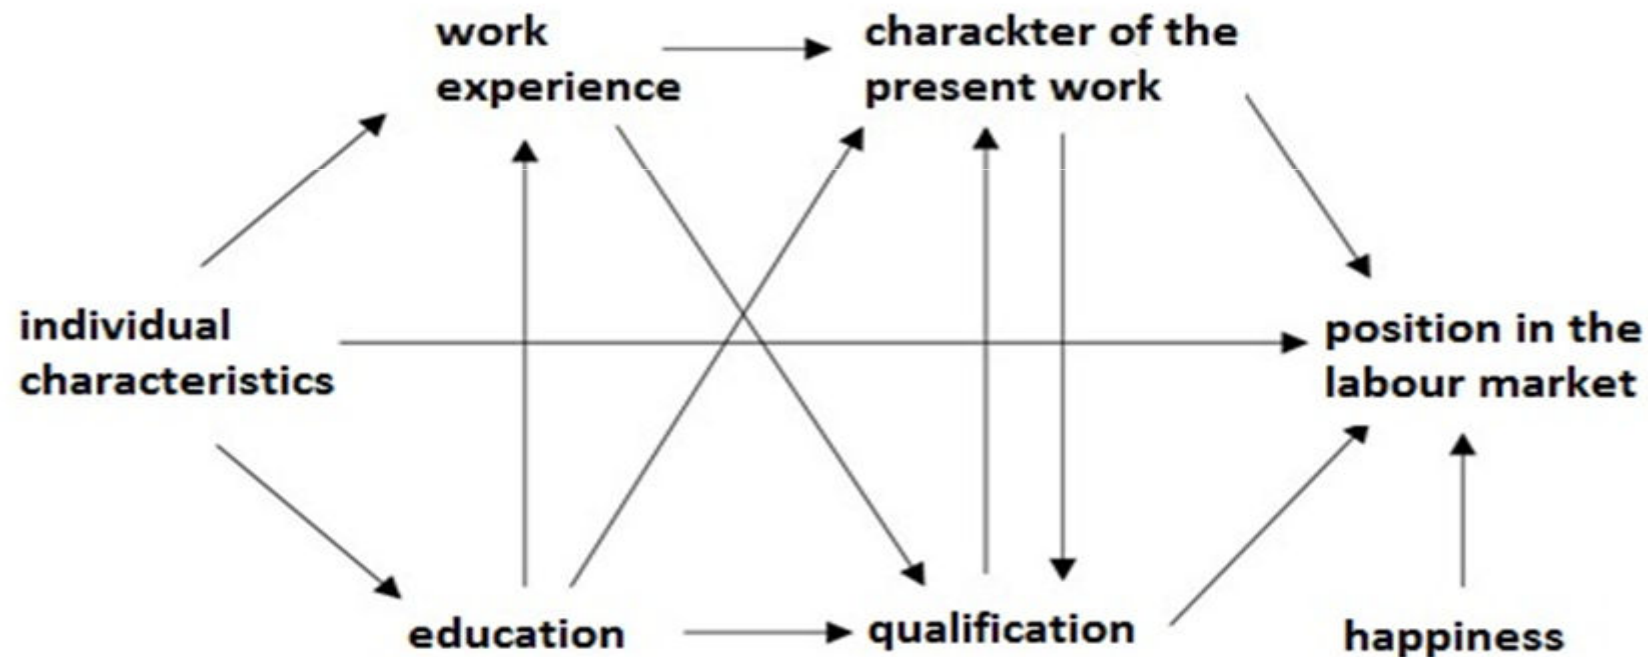 work
experience
charackter of the
present work
individual
characteristics
position in the
labour market
education
qualification
happiness